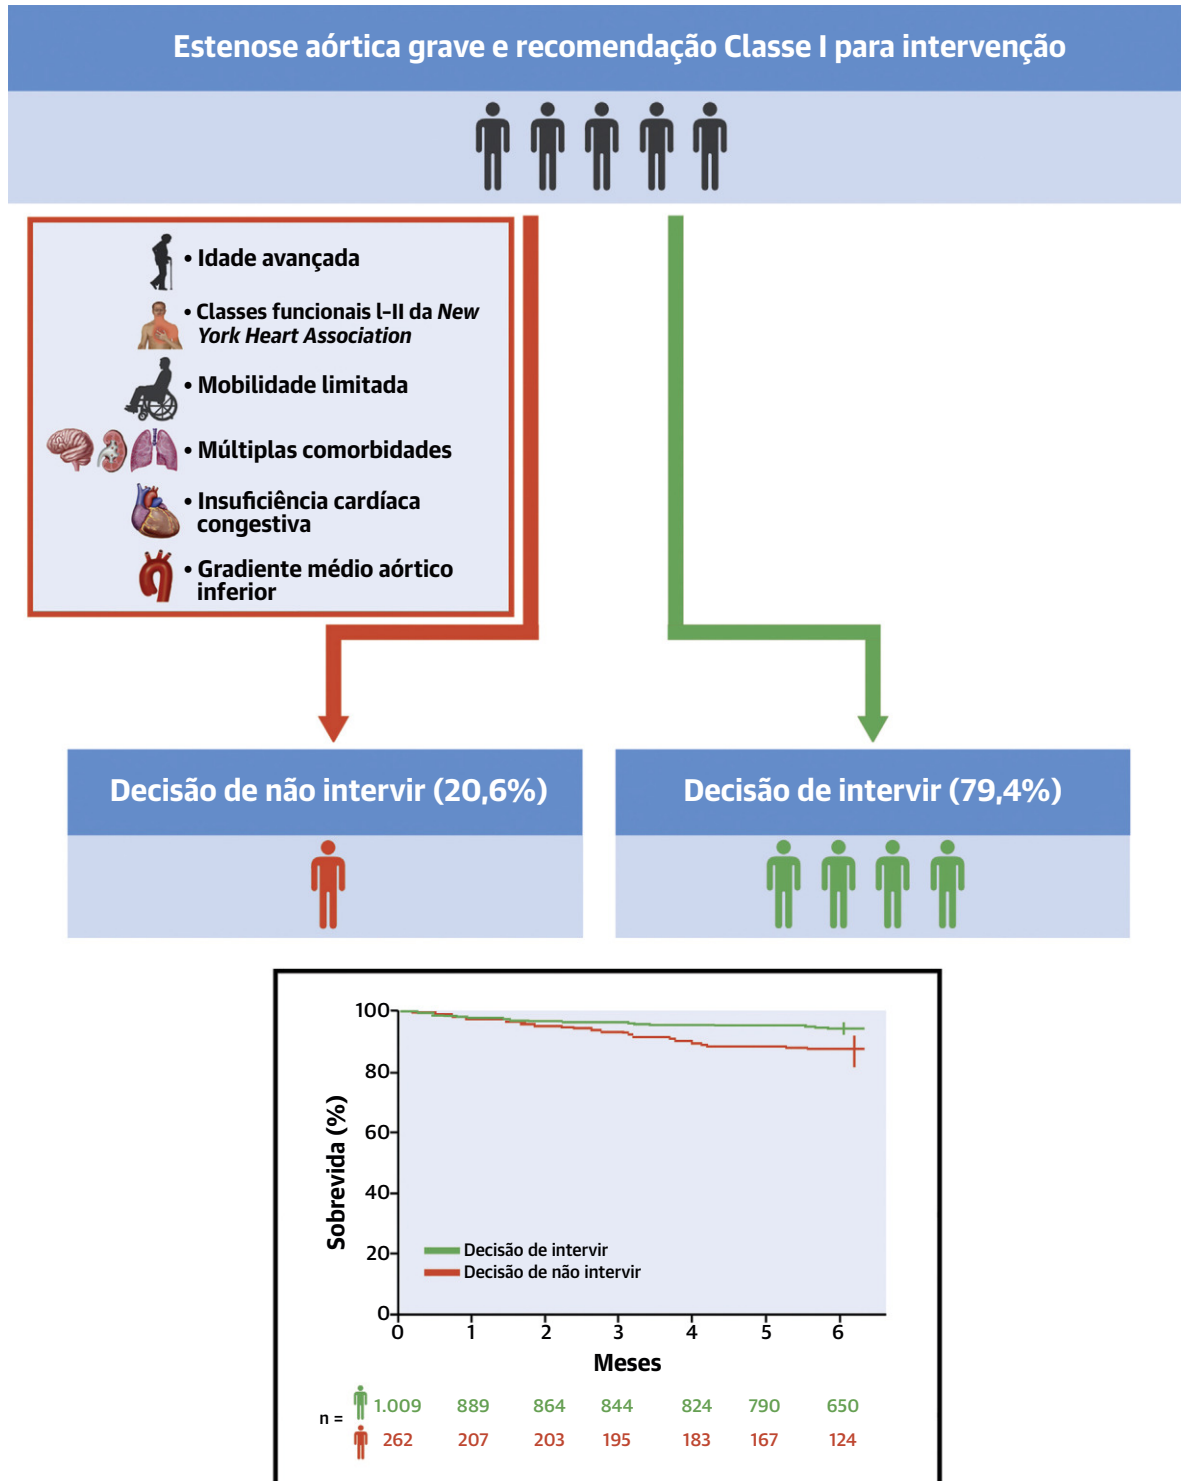 Estenose aórtica grave e recomendação Classe I para intervenção
• Idade avançada
• Classes funcionais I-II da New
York Heart Association
• Mobilidade limitada
• Múltiplas comorbidades
• Insuficiência cardíaca
congestiva
• Gradiente médio aórtico
inferior
Decisão de não intervir (20,6%)
Decisão de intervir (79,4%)
Sobrevida (%)
100
80
60
40
20
0
Decisão de intervir
Decisão de não intervir
0 1 2 3 4 5 6
Meses
n =
1.009 889 864 844 824 790 650
262 207 203 195 183 167 124